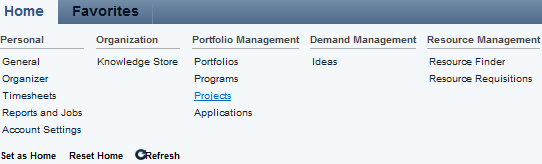 Home Favorites
Personal Organization Portfolio Management Demand Management Resource Management
General Knowledge Store Portfolios Ideas Resource Finder
Organizer Programs Resource Requisitions
Timesheets Projects
Reports and Jobs Applications
Account Settings
Set as Home Reset Home Refresh